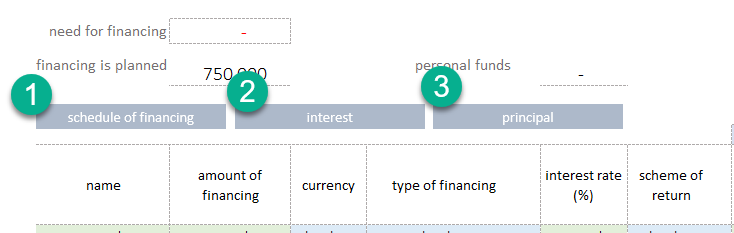 need for financing -
financing is planned 750,000 personal funds -
1 2 3
schedule of financing interest principal
name amount of financing currency type of financing interest rate (%) scheme of return